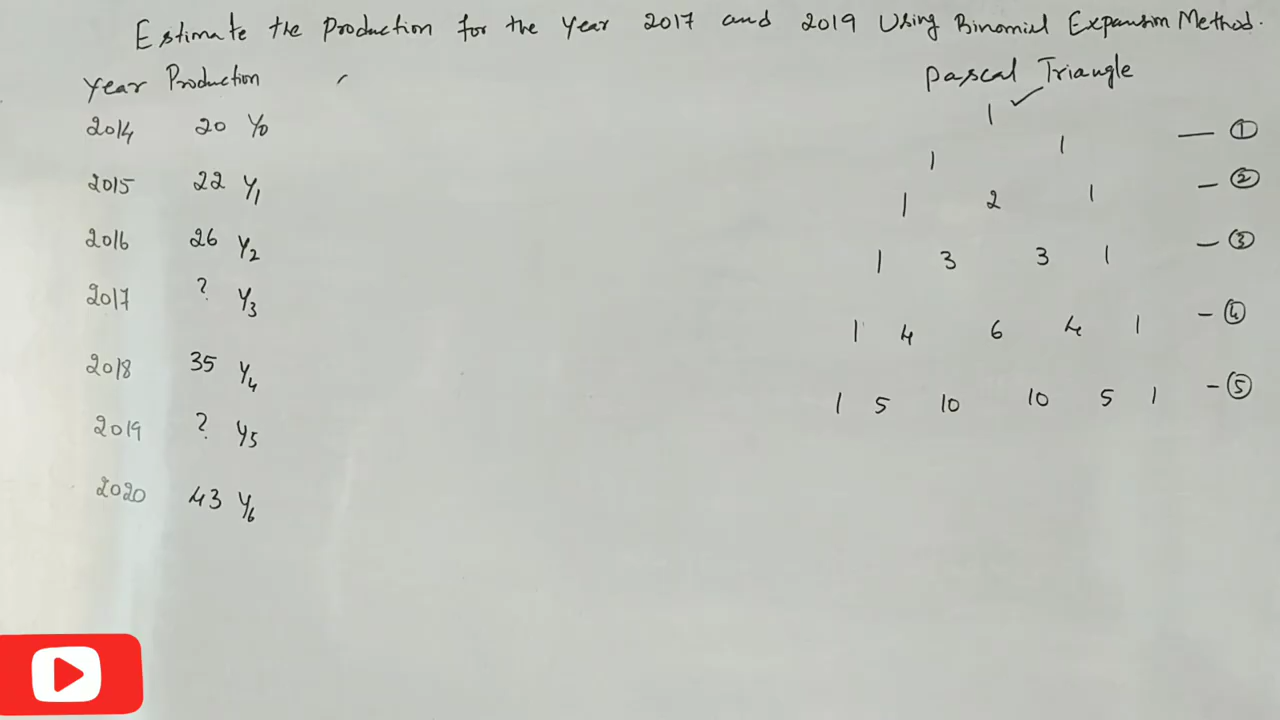 Estimate the Production for the Year 2017 and 2019 Using Binomial Expansion Method.
Year Production
Pascal Triangle
2014 20 Y0
1 ✓
1 1 — ①
2015 22 Y1
1 2 1 — ②
2016 26 Y2
1 3 3 1 — ③
2017 ? Y3
1 4 6 4 1 — ④
2018 35 Y4
1 5 10 10 5 1 — ⑤
2019 ? Y5
2020 43 Y6